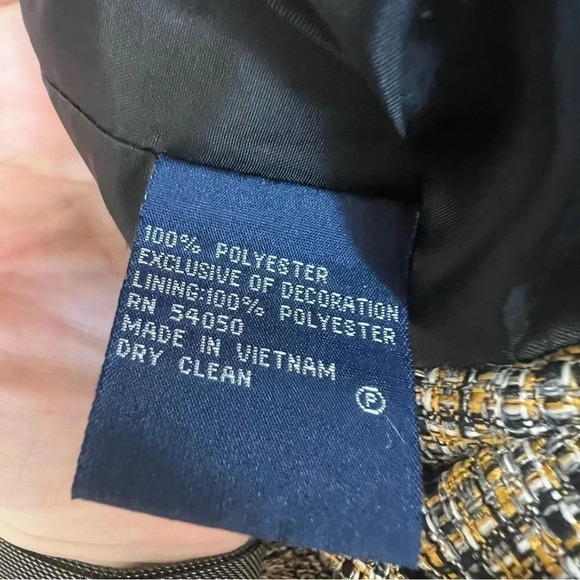 100% POLYESTER
EXCLUSIVE OF DECORATION
LINING:100% POLYESTER
RN 54050
MADE IN VIETNAM
DRY CLEAN
P